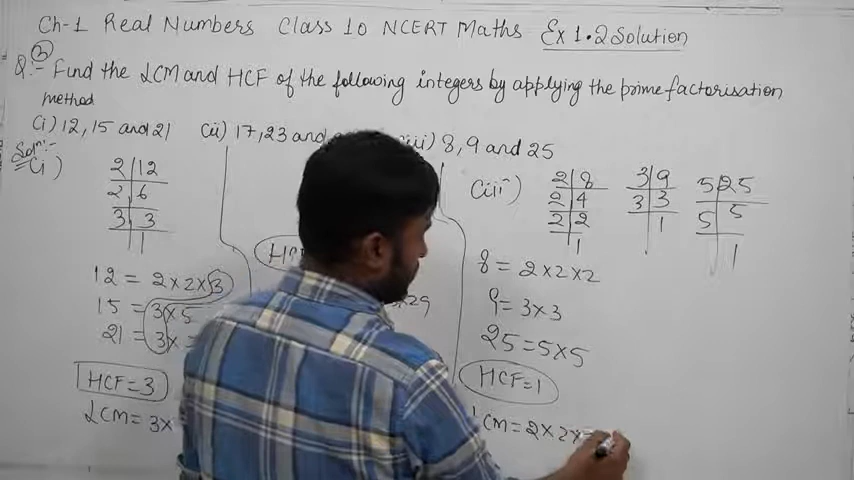 Ch-1 Real Numbers Class 10 NCERT Maths Ex 1.2 Solution
Q:- (3) Find the LCM and HCF of the following integers by applying the prime factorisation
method
(i) 12, 15 and 21 (ii) 17, 23 and (iii) 8, 9 and 25
Solⁿ:-
(i)
2 | 12
2 | 6
3 | 3
1
12 = 2×2×3
15 = 3×5
21 = 3×
HCF=3
LCM = 3×
×29
(iii)
2 | 8
2 | 4
2 | 2
1
3 | 9
3 | 3
1
5 | 25
5 | 5
1
8 = 2×2×2
9 = 3×3
25 = 5×5
HCF=1
LCM = 2×2×